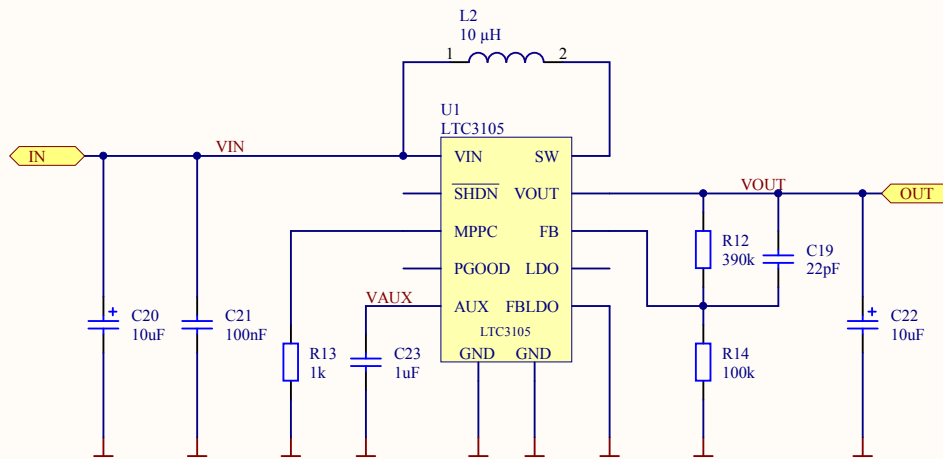 L2
10 µH
1
2
U1
LTC3105
IN
VIN
VIN
SW
SHDN
VOUT
VOUT
OUT
MPPC
FB
R12
390k
C19
22pF
PGOOD
LDO
VAUX
AUX
FBLDO
C20
10uF
C21
100nF
LTC3105
C22
10uF
R13
1k
C23
1uF
GND
GND
R14
100k